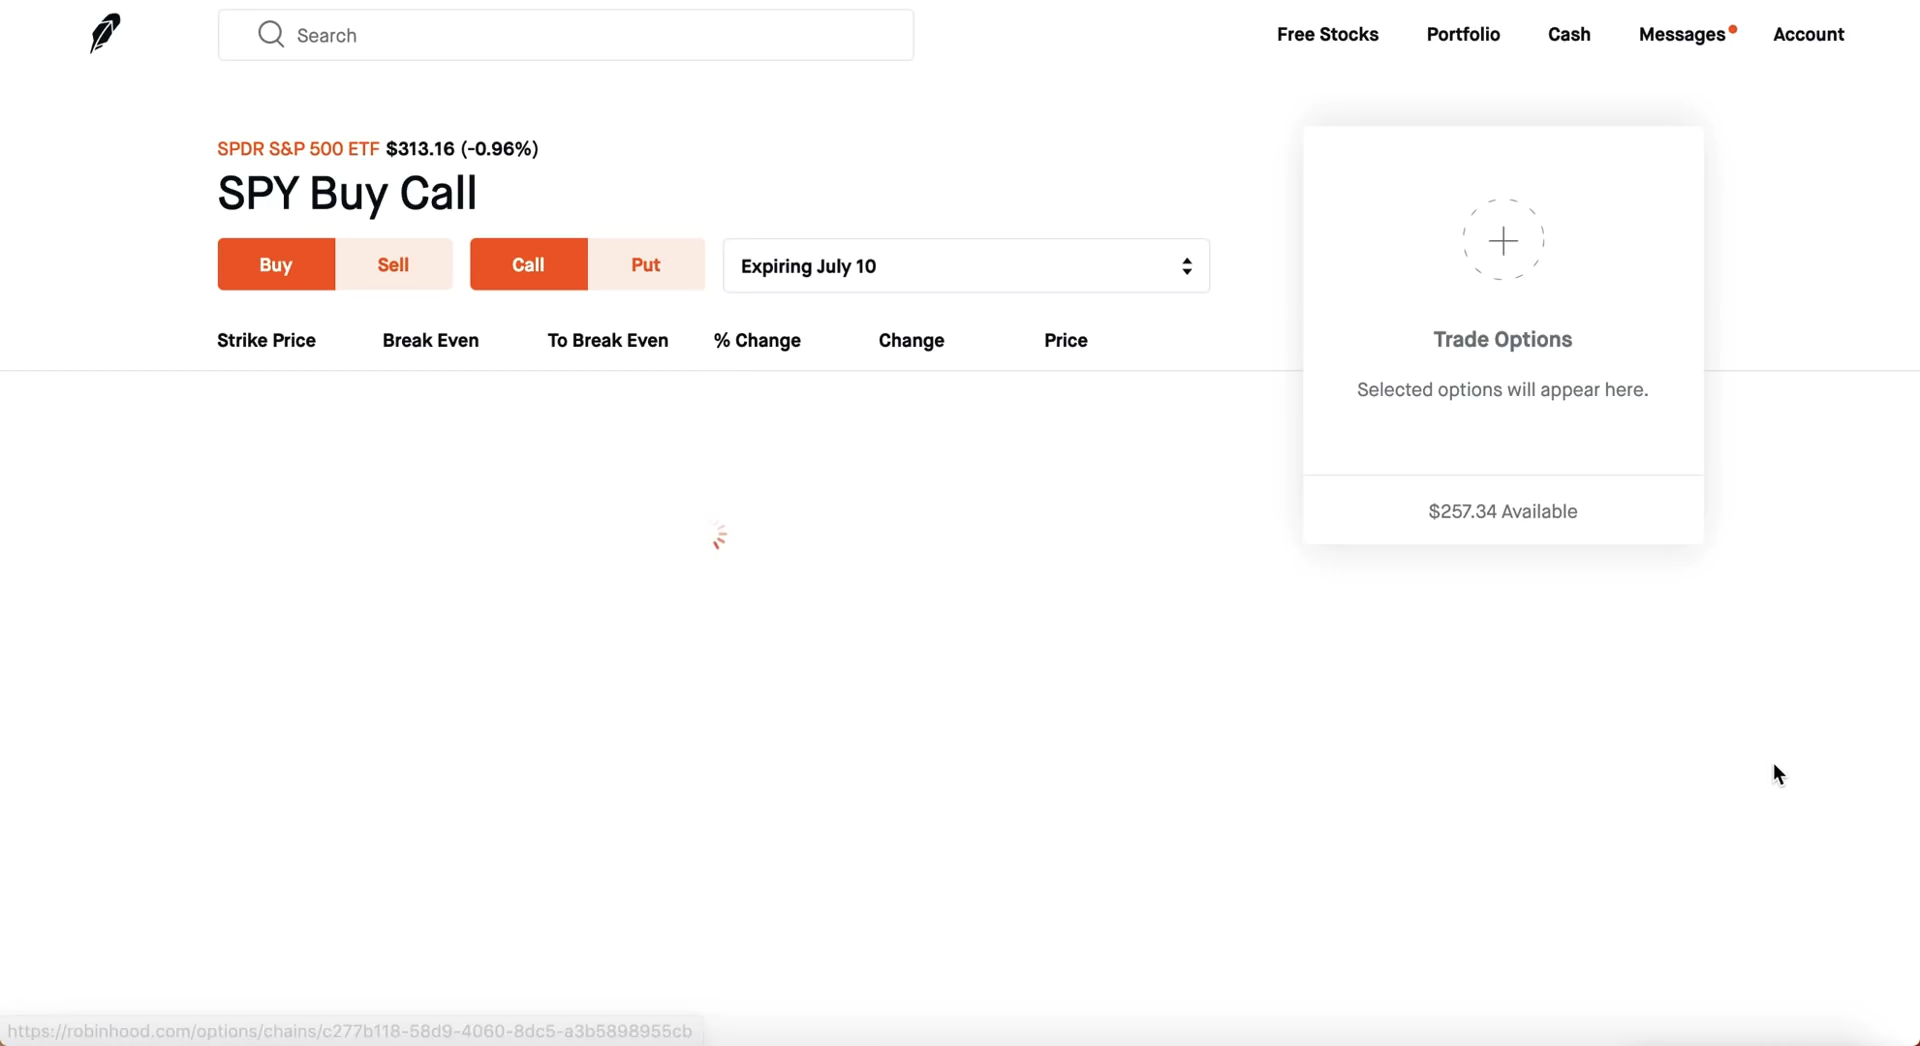 Search
Free Stocks Portfolio Cash Messages Account
SPDR S&P 500 ETF $313.16 (-0.96%)
SPY Buy Call
Buy Sell Call Put Expiring July 10
Strike Price Break Even To Break Even % Change Change Price
Trade Options
Selected options will appear here.
$257.34 Available
https://robinhood.com/options/chains/c277b118-58d9-4060-8dc5-a3b5898955cb